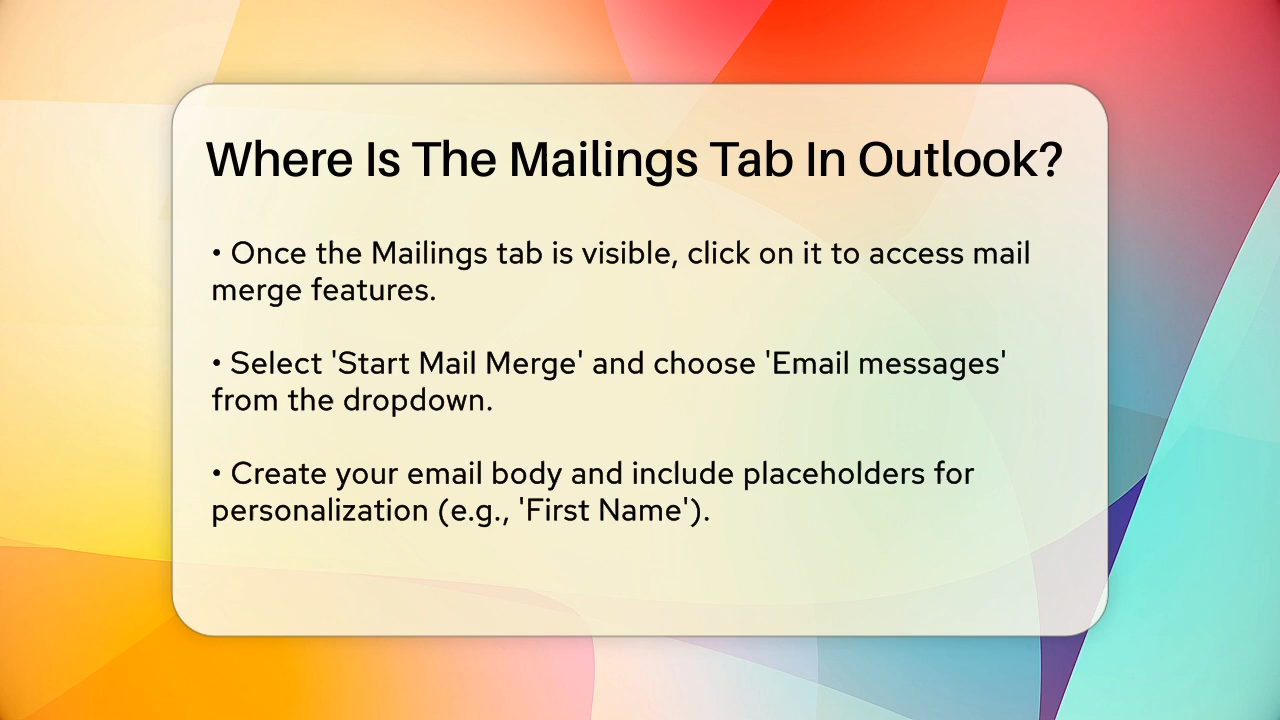 Where Is The Mailings Tab In Outlook?
• Once the Mailings tab is visible, click on it to access mail
merge features.
• Select 'Start Mail Merge' and choose 'Email messages'
from the dropdown.
• Create your email body and include placeholders for
personalization (e.g., 'First Name').